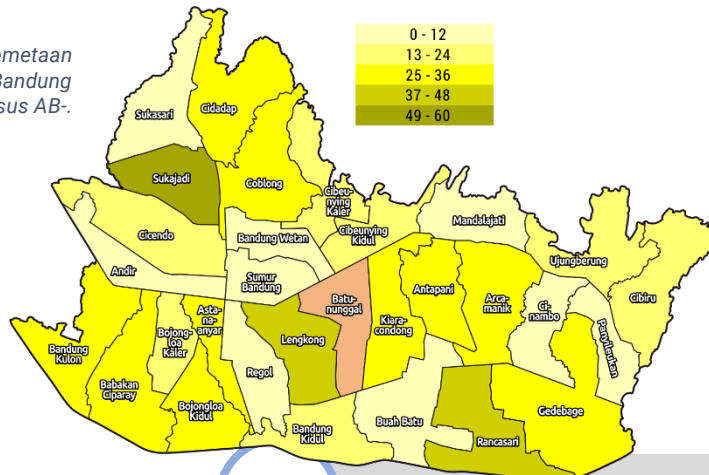 emetaan
Bandung
sus AB-.
0 - 12
13 - 24
25 - 36
37 - 48
49 - 60
Sukasari
Cidadap
Sukajadi
Coblong
Cibeu-
nying
Kaler
Cicendo
Bandung Wetan
Cibeunying
Kidul
Mandalajati
Ujungberung
Andir
Sumur
Bandung
Batu-
nunggal
Antapani
Arca-
manik
Ci-
nambo
Cibiru
Panyileukan
Bandung
Kulon
Bojong-
loa
Kaler
Asta-
na-
anyar
Lengkong
Kiara-
condong
Babakan
Ciparay
Regol
Bojongloa
Kidul
Bandung
Kidul
Buah Batu
Rancasari
Gedebage